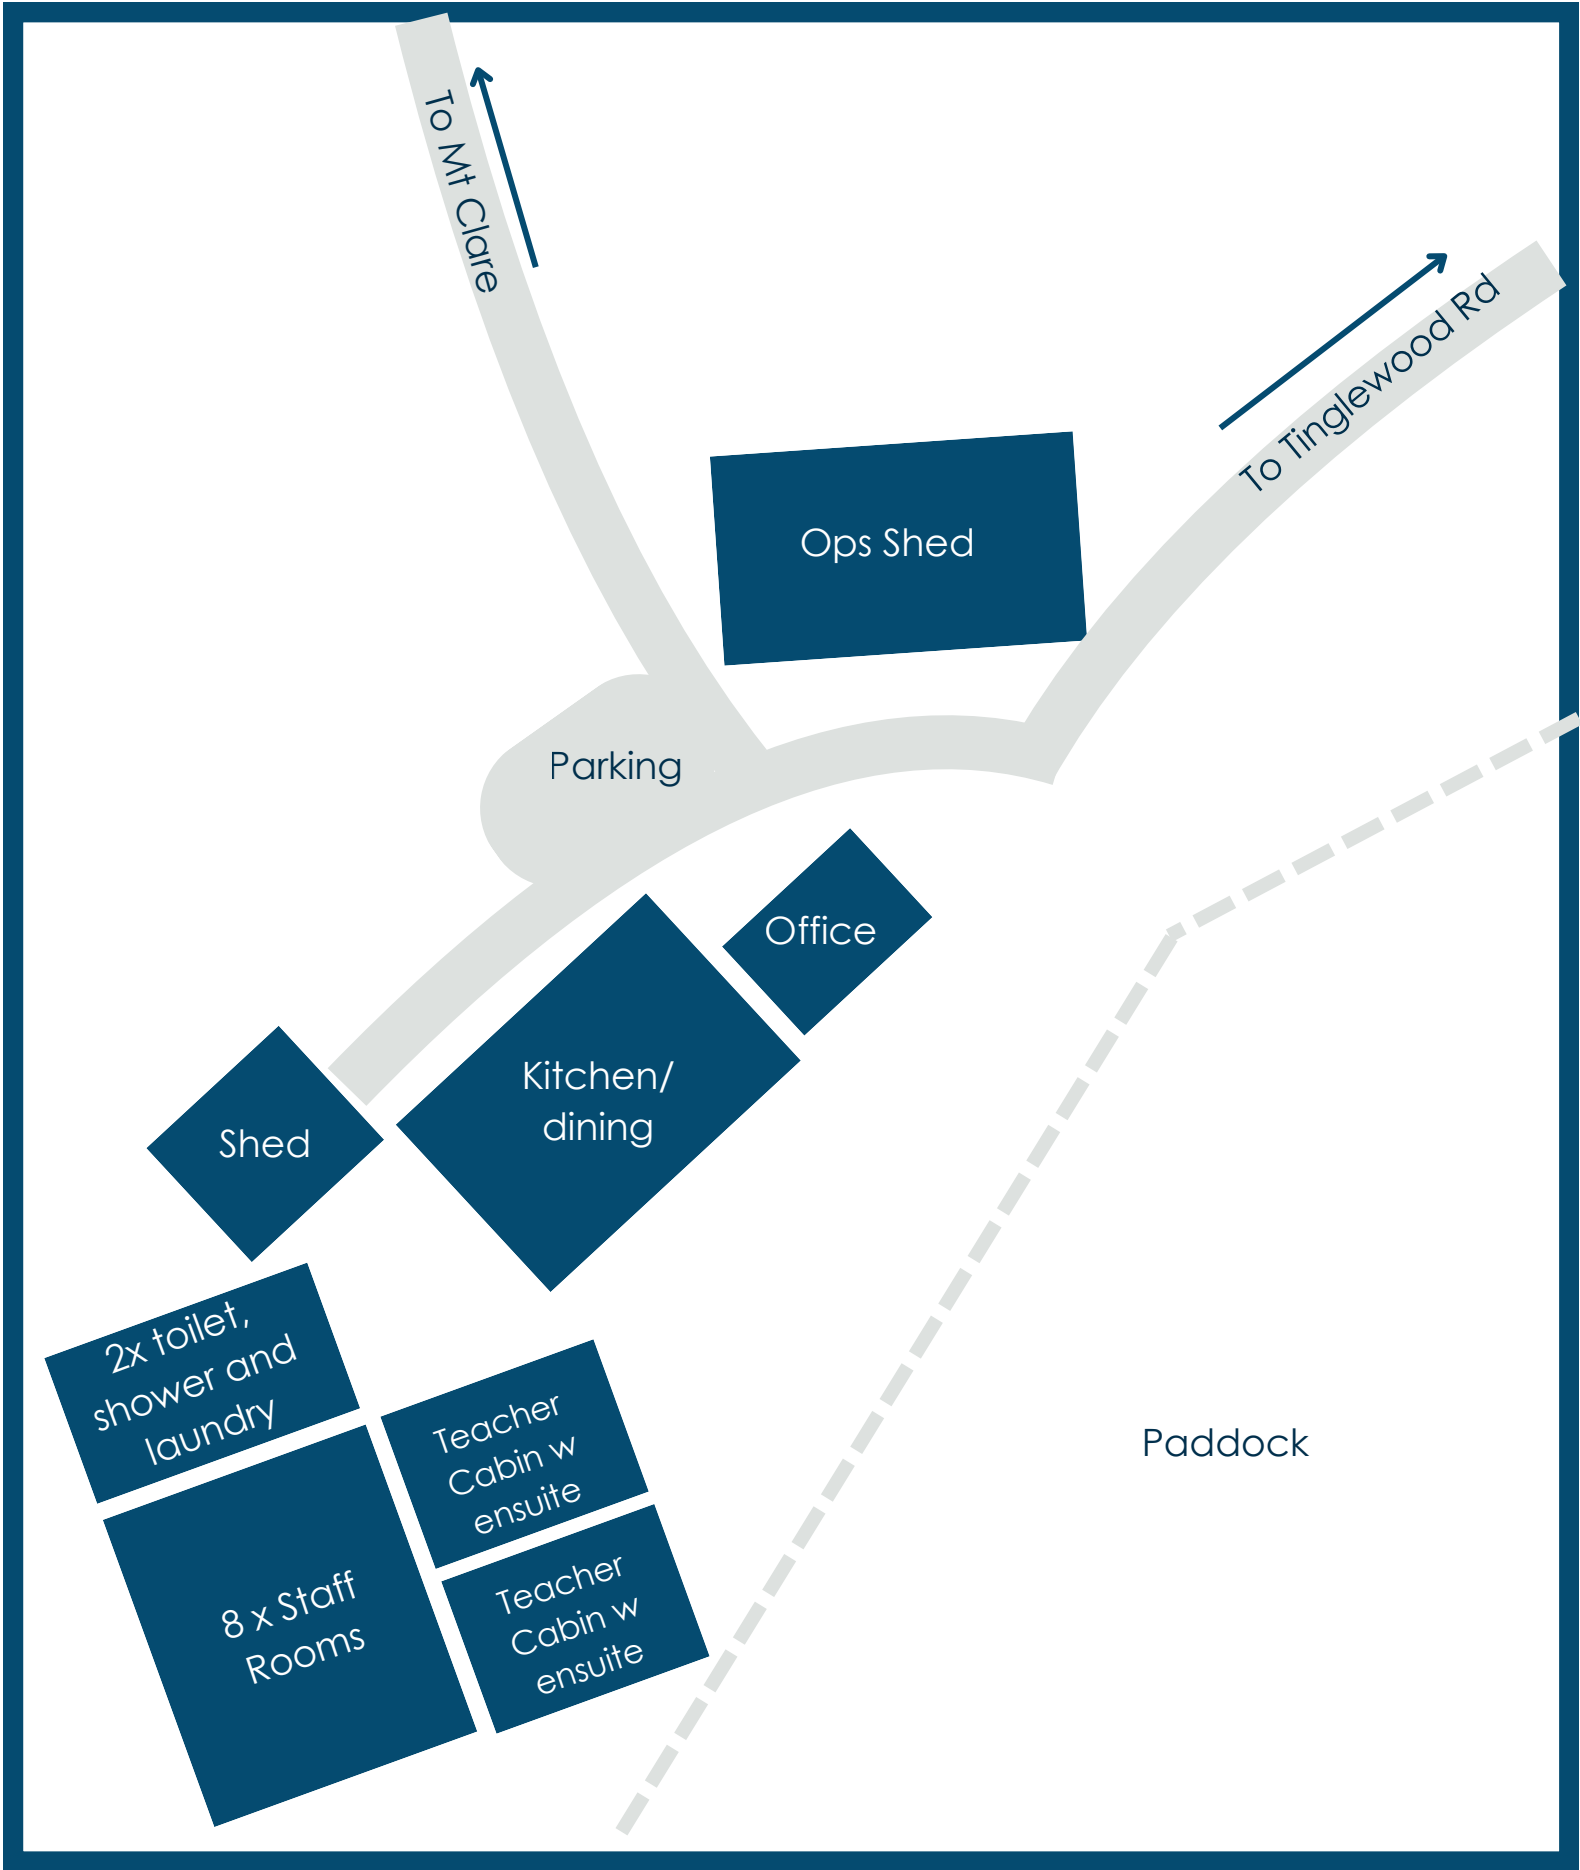 To Mt Clare
To Tinglewood Rd
Ops Shed
Parking
Office
Kitchen/
dining
Shed
2x toilet,
shower and
laundry
Teacher
Cabin w
ensuite
Paddock
8 x Staff
Rooms
Teacher
Cabin w
ensuite